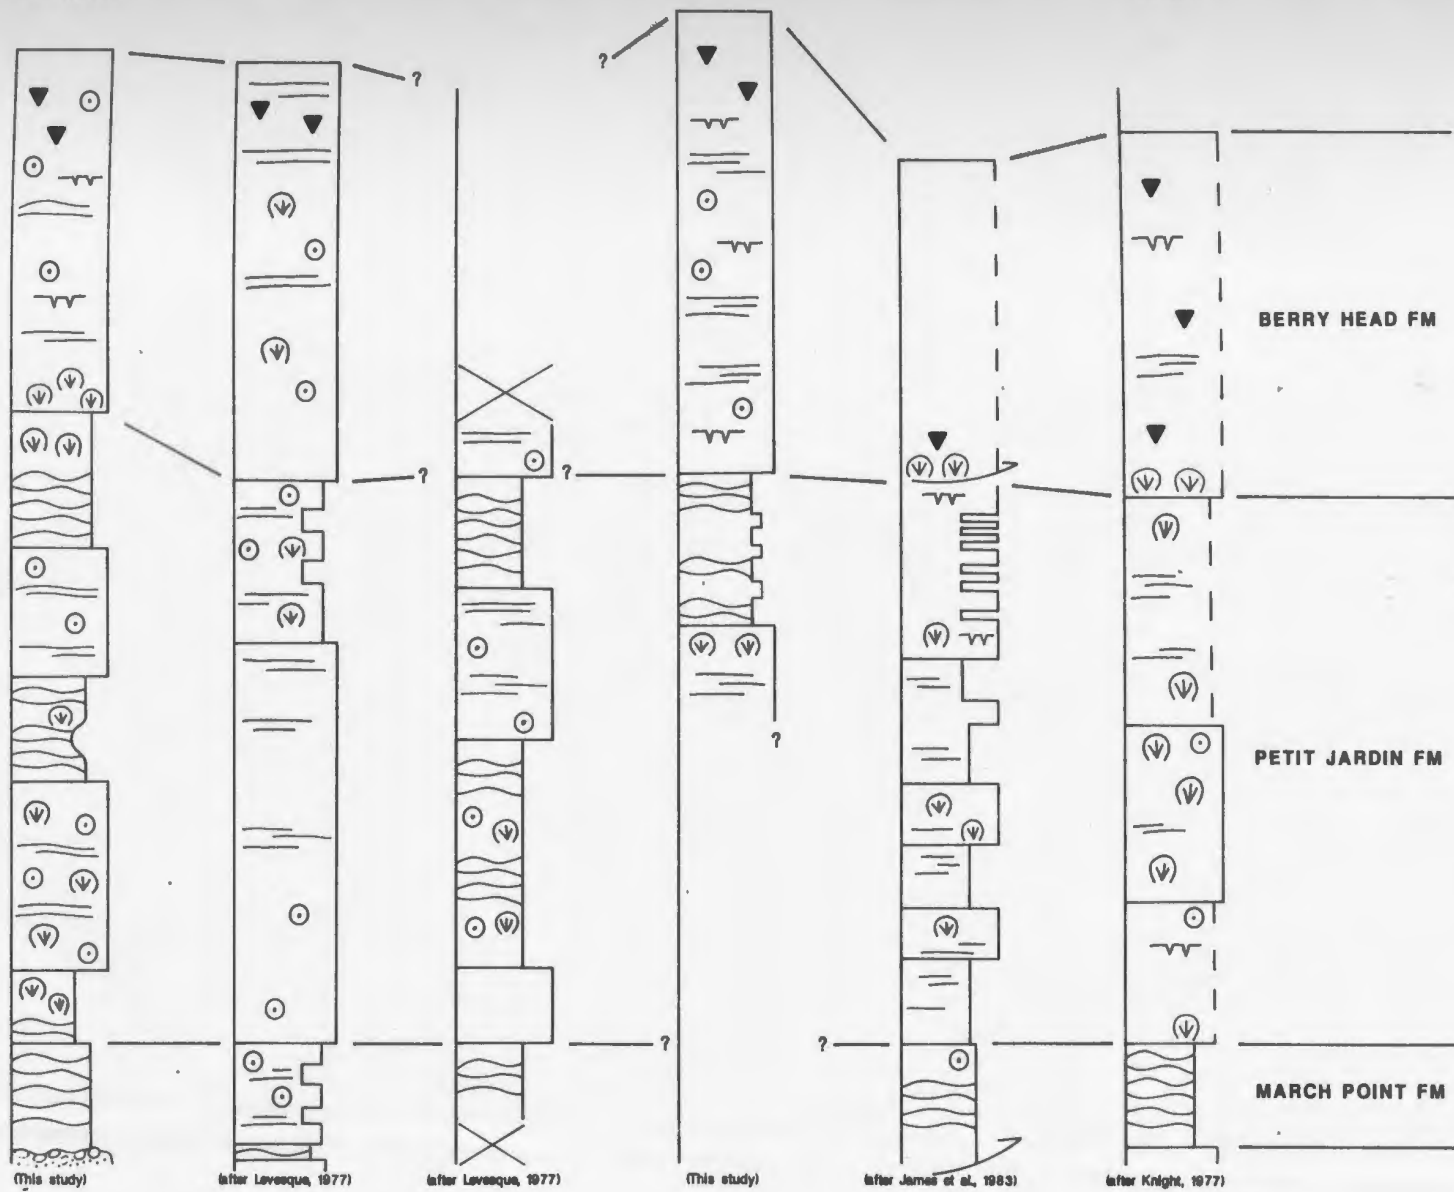 ?
?
BERRY HEAD FM
?
?
?
PETIT JARDIN FM
?
?
MARCH POINT FM
(This study)
(after Levesque, 1977)
(after Levesque, 1977)
(This study)
(after James et al., 1983)
(after Knight, 1977)